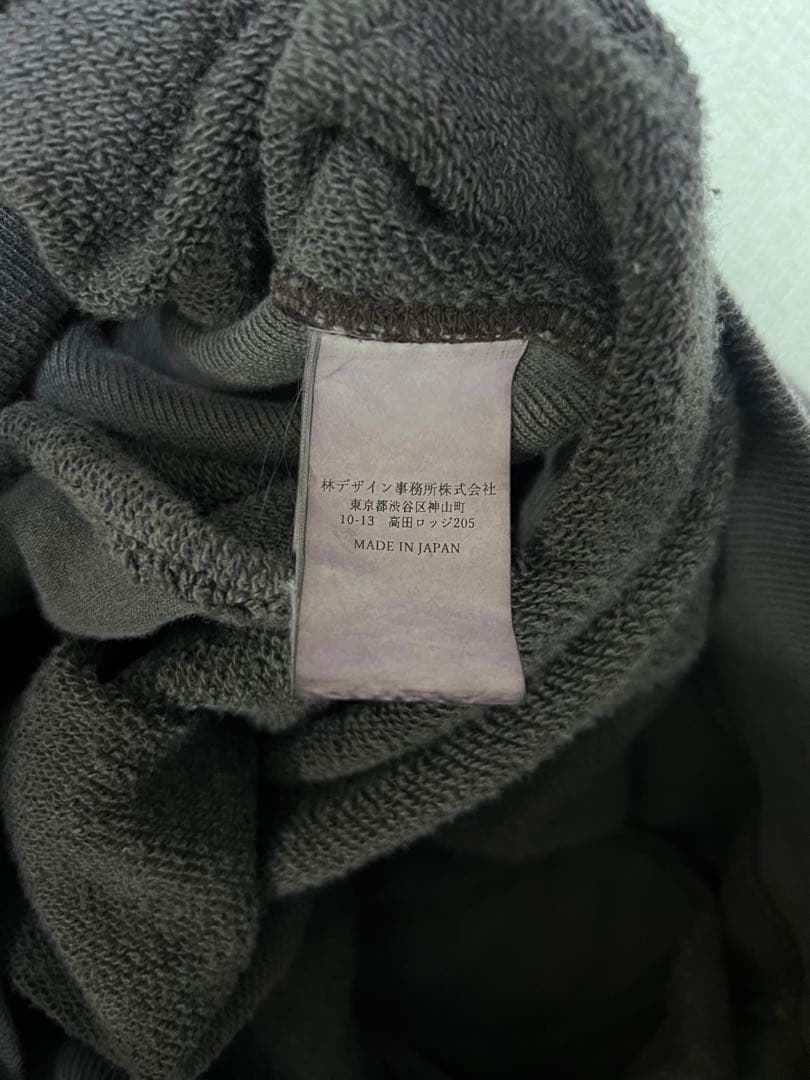 林デザイン事務所株式会社
東京都渋谷区神山町
10-13　高田ロッジ205
MADE IN JAPAN